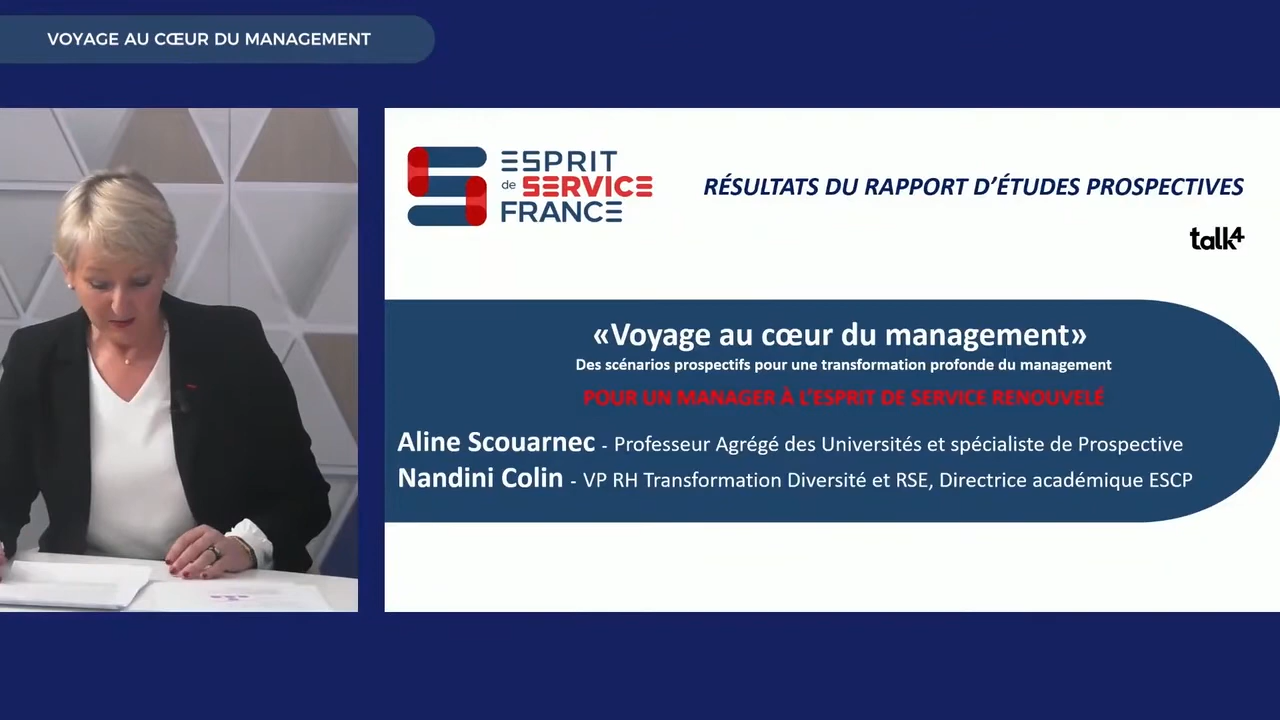 VOYAGE AU CŒUR DU MANAGEMENT
ESPRIT
de SERVICE
FRANCE
RÉSULTATS DU RAPPORT D'ÉTUDES PROSPECTIVES
talk4
«Voyage au cœur du management»
Des scénarios prospectifs pour une transformation profonde du management
POUR UN MANAGER À L'ESPRIT DE SERVICE RENOUVELÉ
Aline Scouarnec - Professeur Agrégé des Universités et spécialiste de Prospective
Nandini Colin - VP RH Transformation Diversité et RSE, Directrice académique ESCP